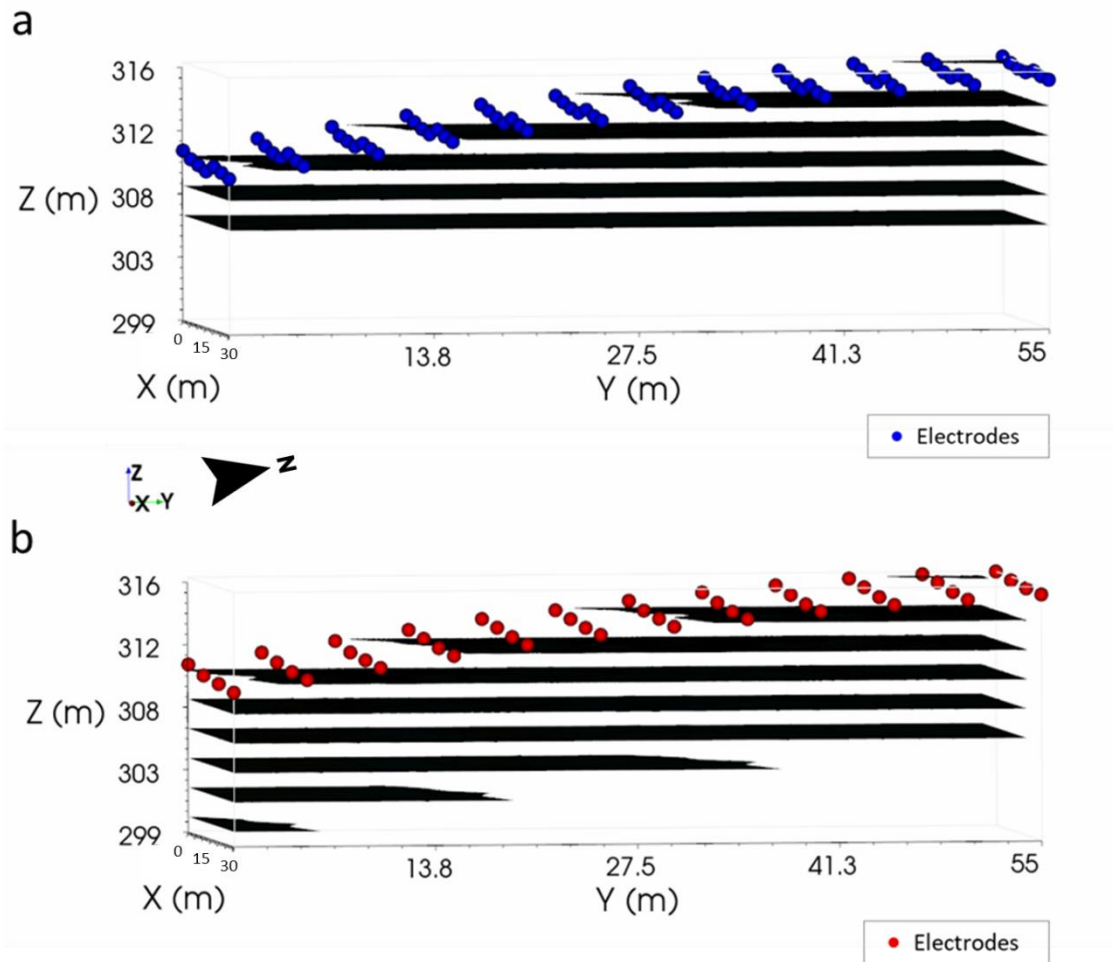 a
316
312
Z (m) 308
303
299
0 15 30
13.8 27.5 41.3 55
X (m) Y (m)
Electrodes
Z
X Y
N
b
316
312
Z (m) 308
303
299
0 15 30
13.8 27.5 41.3 55
X (m) Y (m)
Electrodes